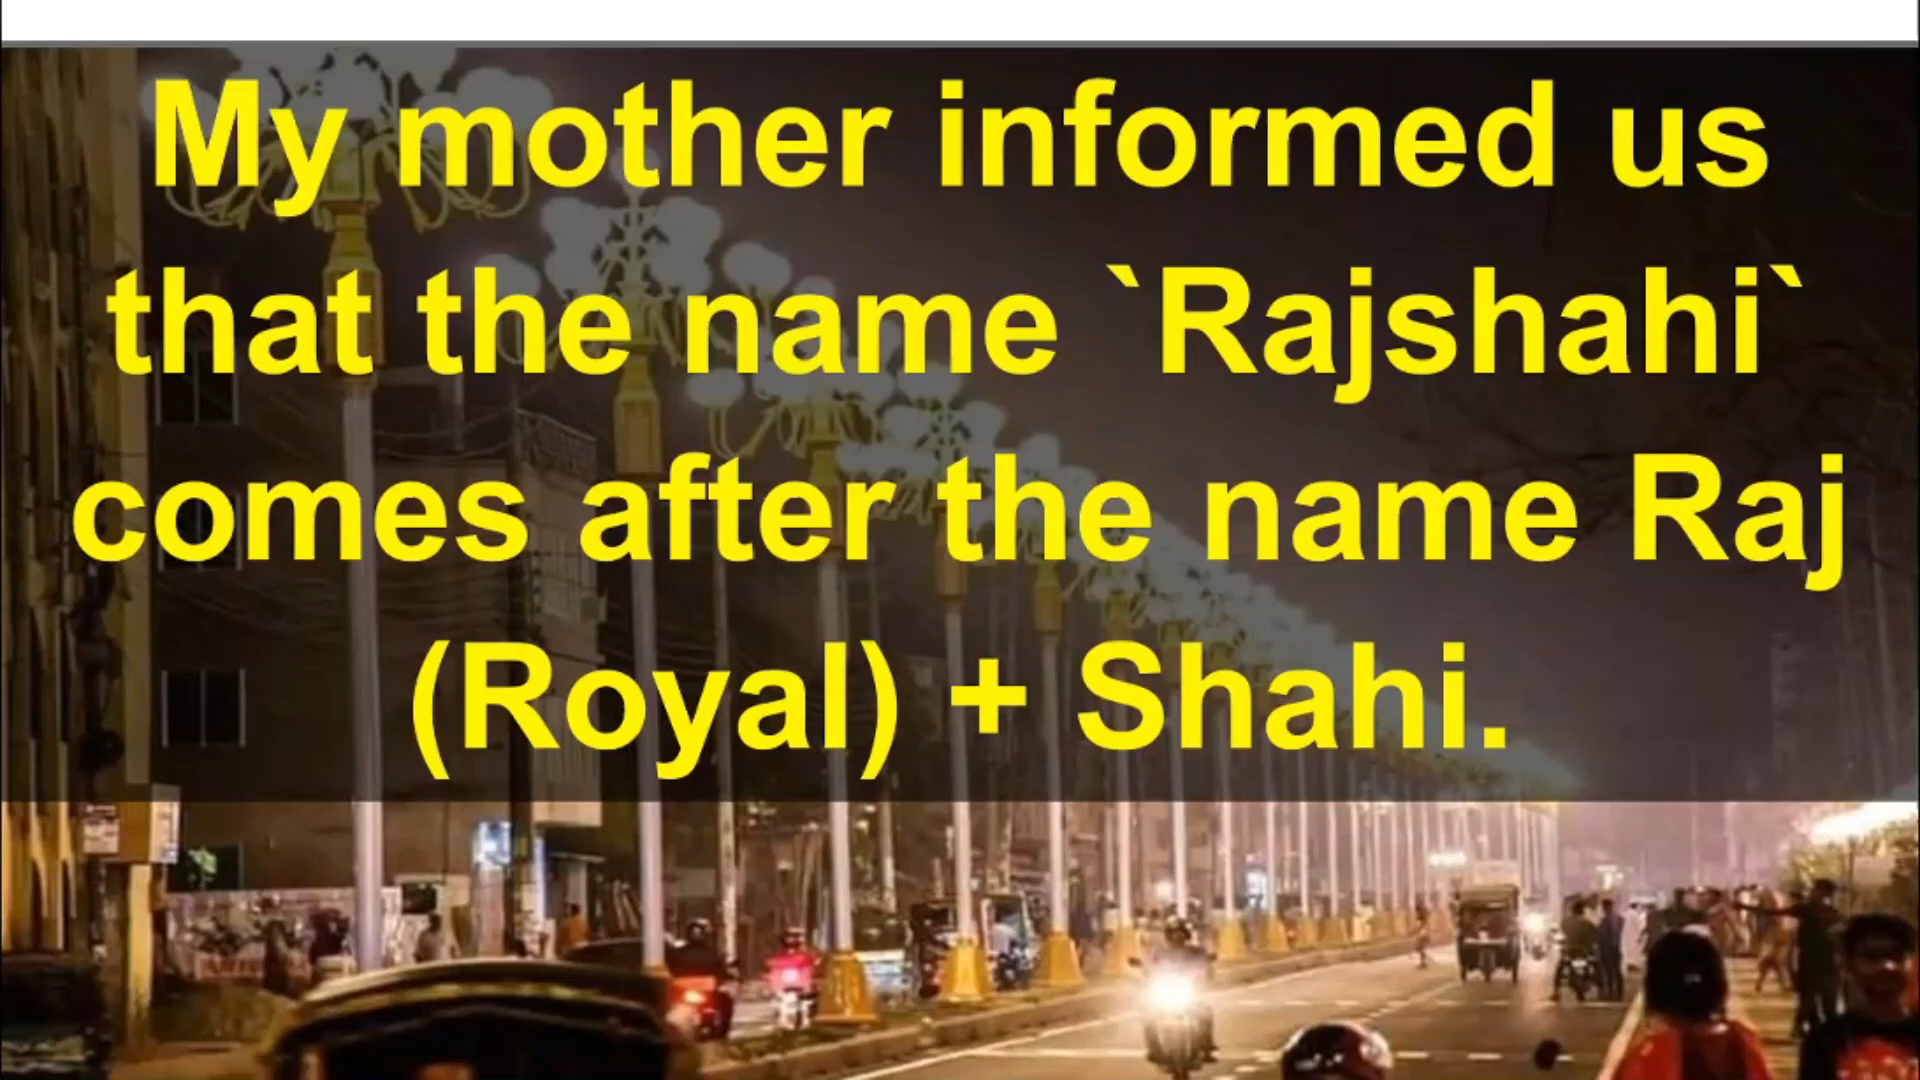 My mother informed us
that the name `Rajshahi`
comes after the name Raj
(Royal) + Shahi.